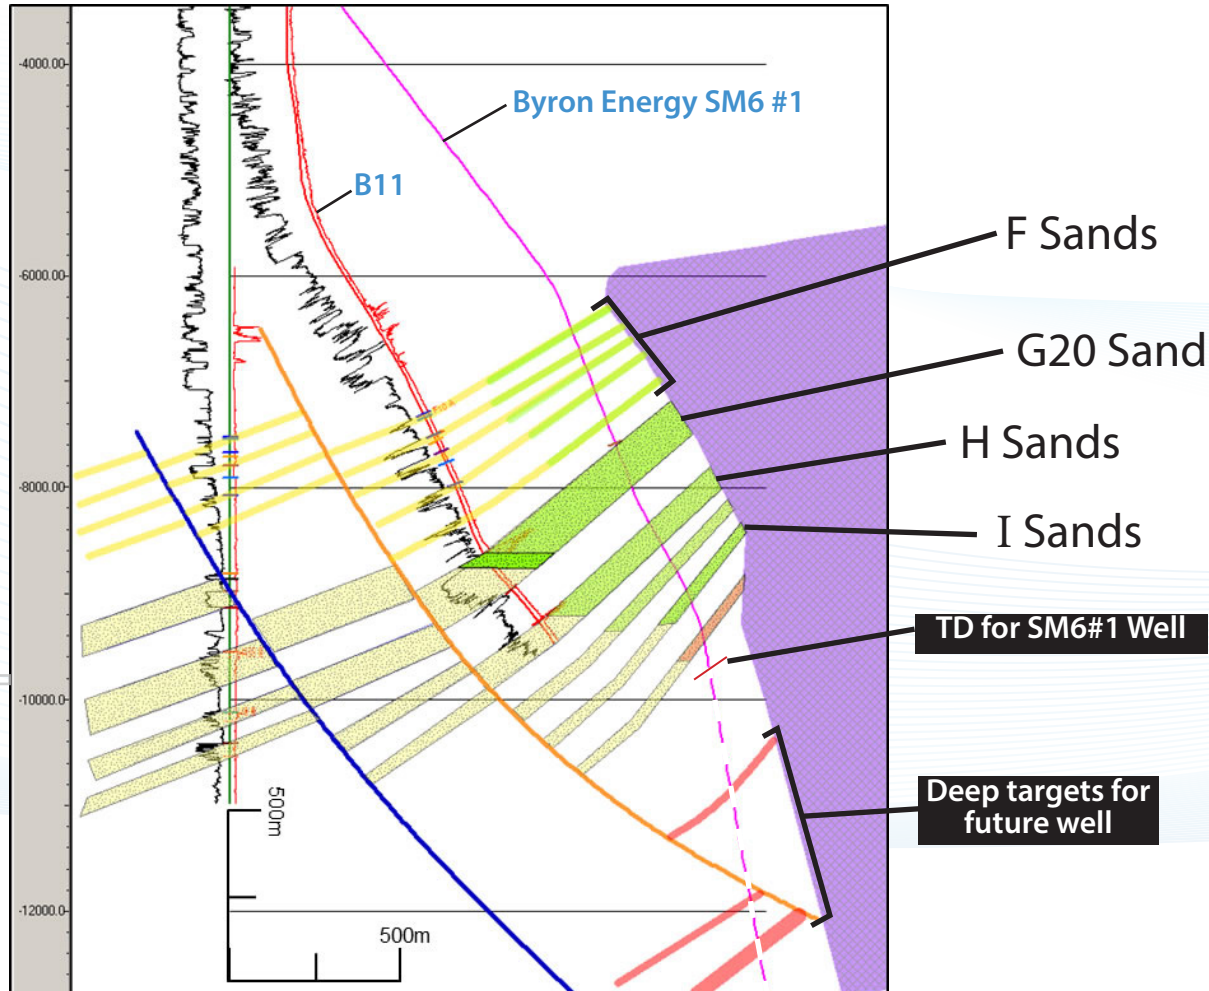 -4000.00
Byron Energy SM6 #1
B11
F Sands
-6000.00
G20 Sand
H Sands
-8000.00
I Sands
TD for SM6#1 Well
-10000.0
Deep targets for
future well
500m
-12000.0
500m